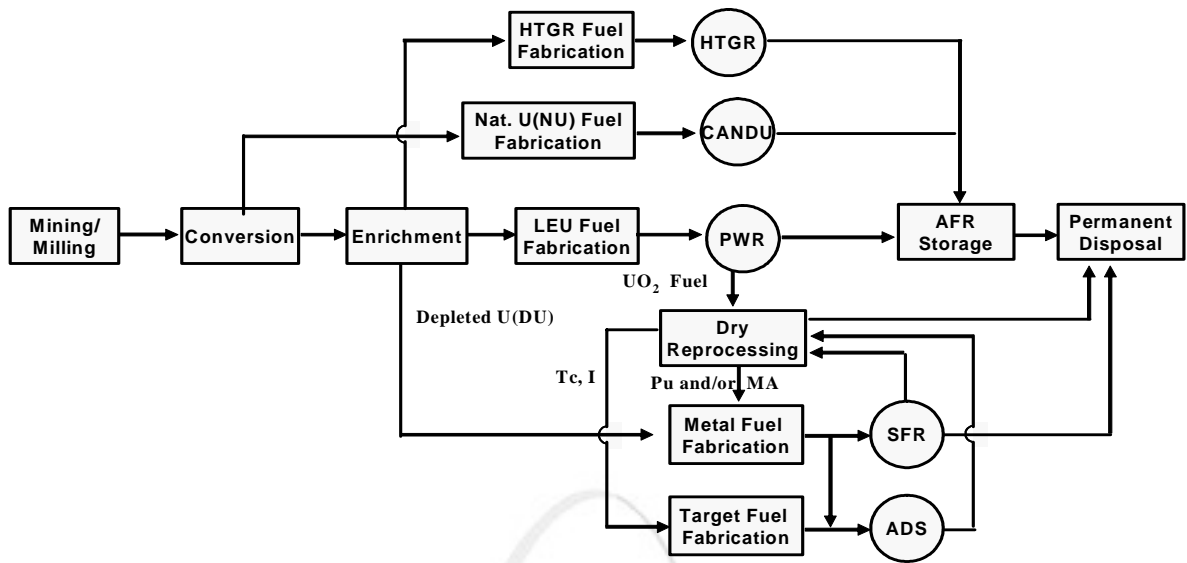 HTGR Fuel
Fabrication
HTGR
Nat. U(NU) Fuel
Fabrication
CANDU
Mining/
Milling
Conversion
Enrichment
LEU Fuel
Fabrication
PWR
AFR
Storage
Permanent
Disposal
UO₂ Fuel
Depleted U(DU)
Dry
Reprocessing
Tc, I
Pu and/or MA
Metal Fuel
Fabrication
SFR
Target Fuel
Fabrication
ADS